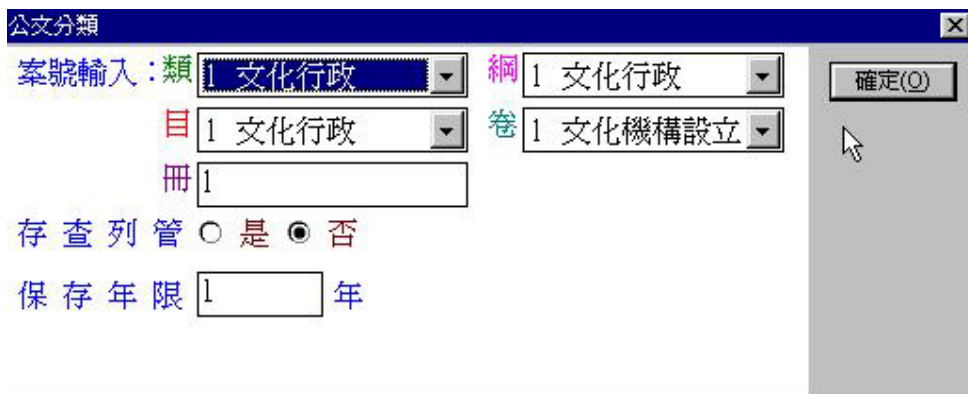 公文分類
案號輸入：類 1 文化行政 綱 1 文化行政 確定(O)
目 1 文化行政 卷 1 文化機構設立
冊 1
存查列管 是 否
保存年限 1 年